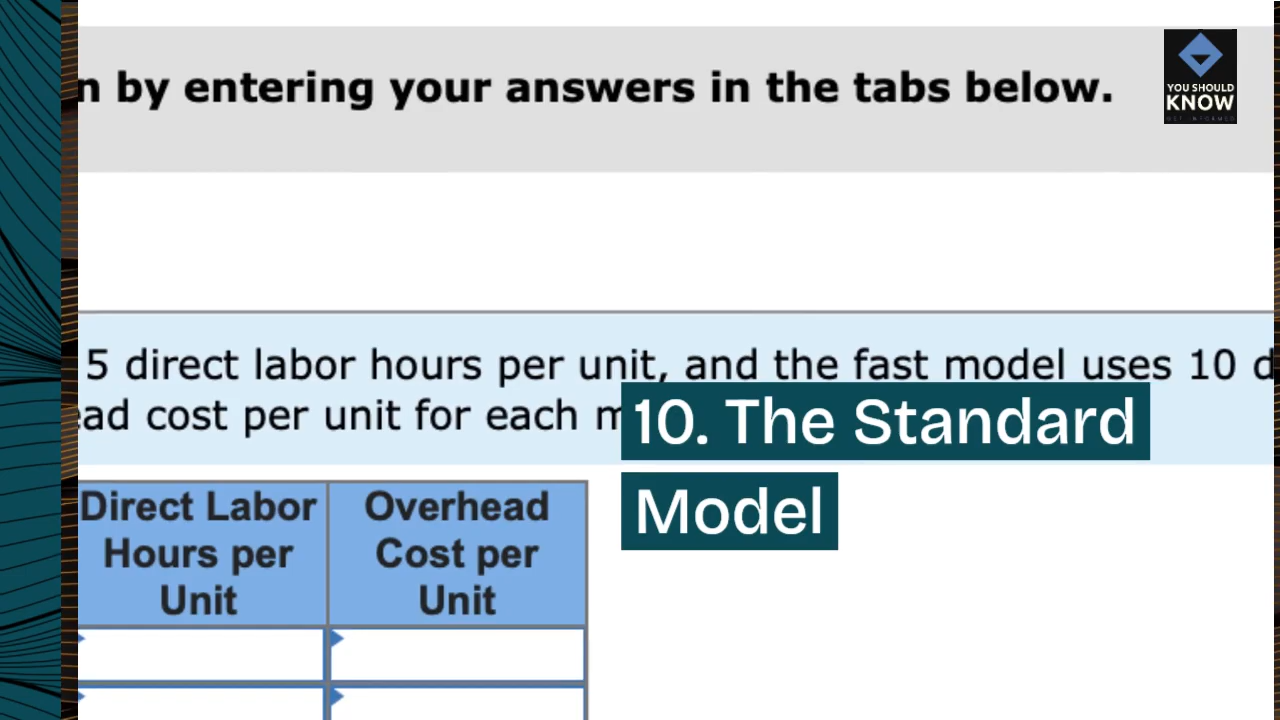 n by entering your answers in the tabs below.
YOU SHOULD
KNOW
GET INFORMED
5 direct labor hours per unit, and the fast model uses 10 d
ad cost per unit for each m
10. The Standard
Model
Direct Labor
Hours per
Unit
Overhead
Cost per
Unit